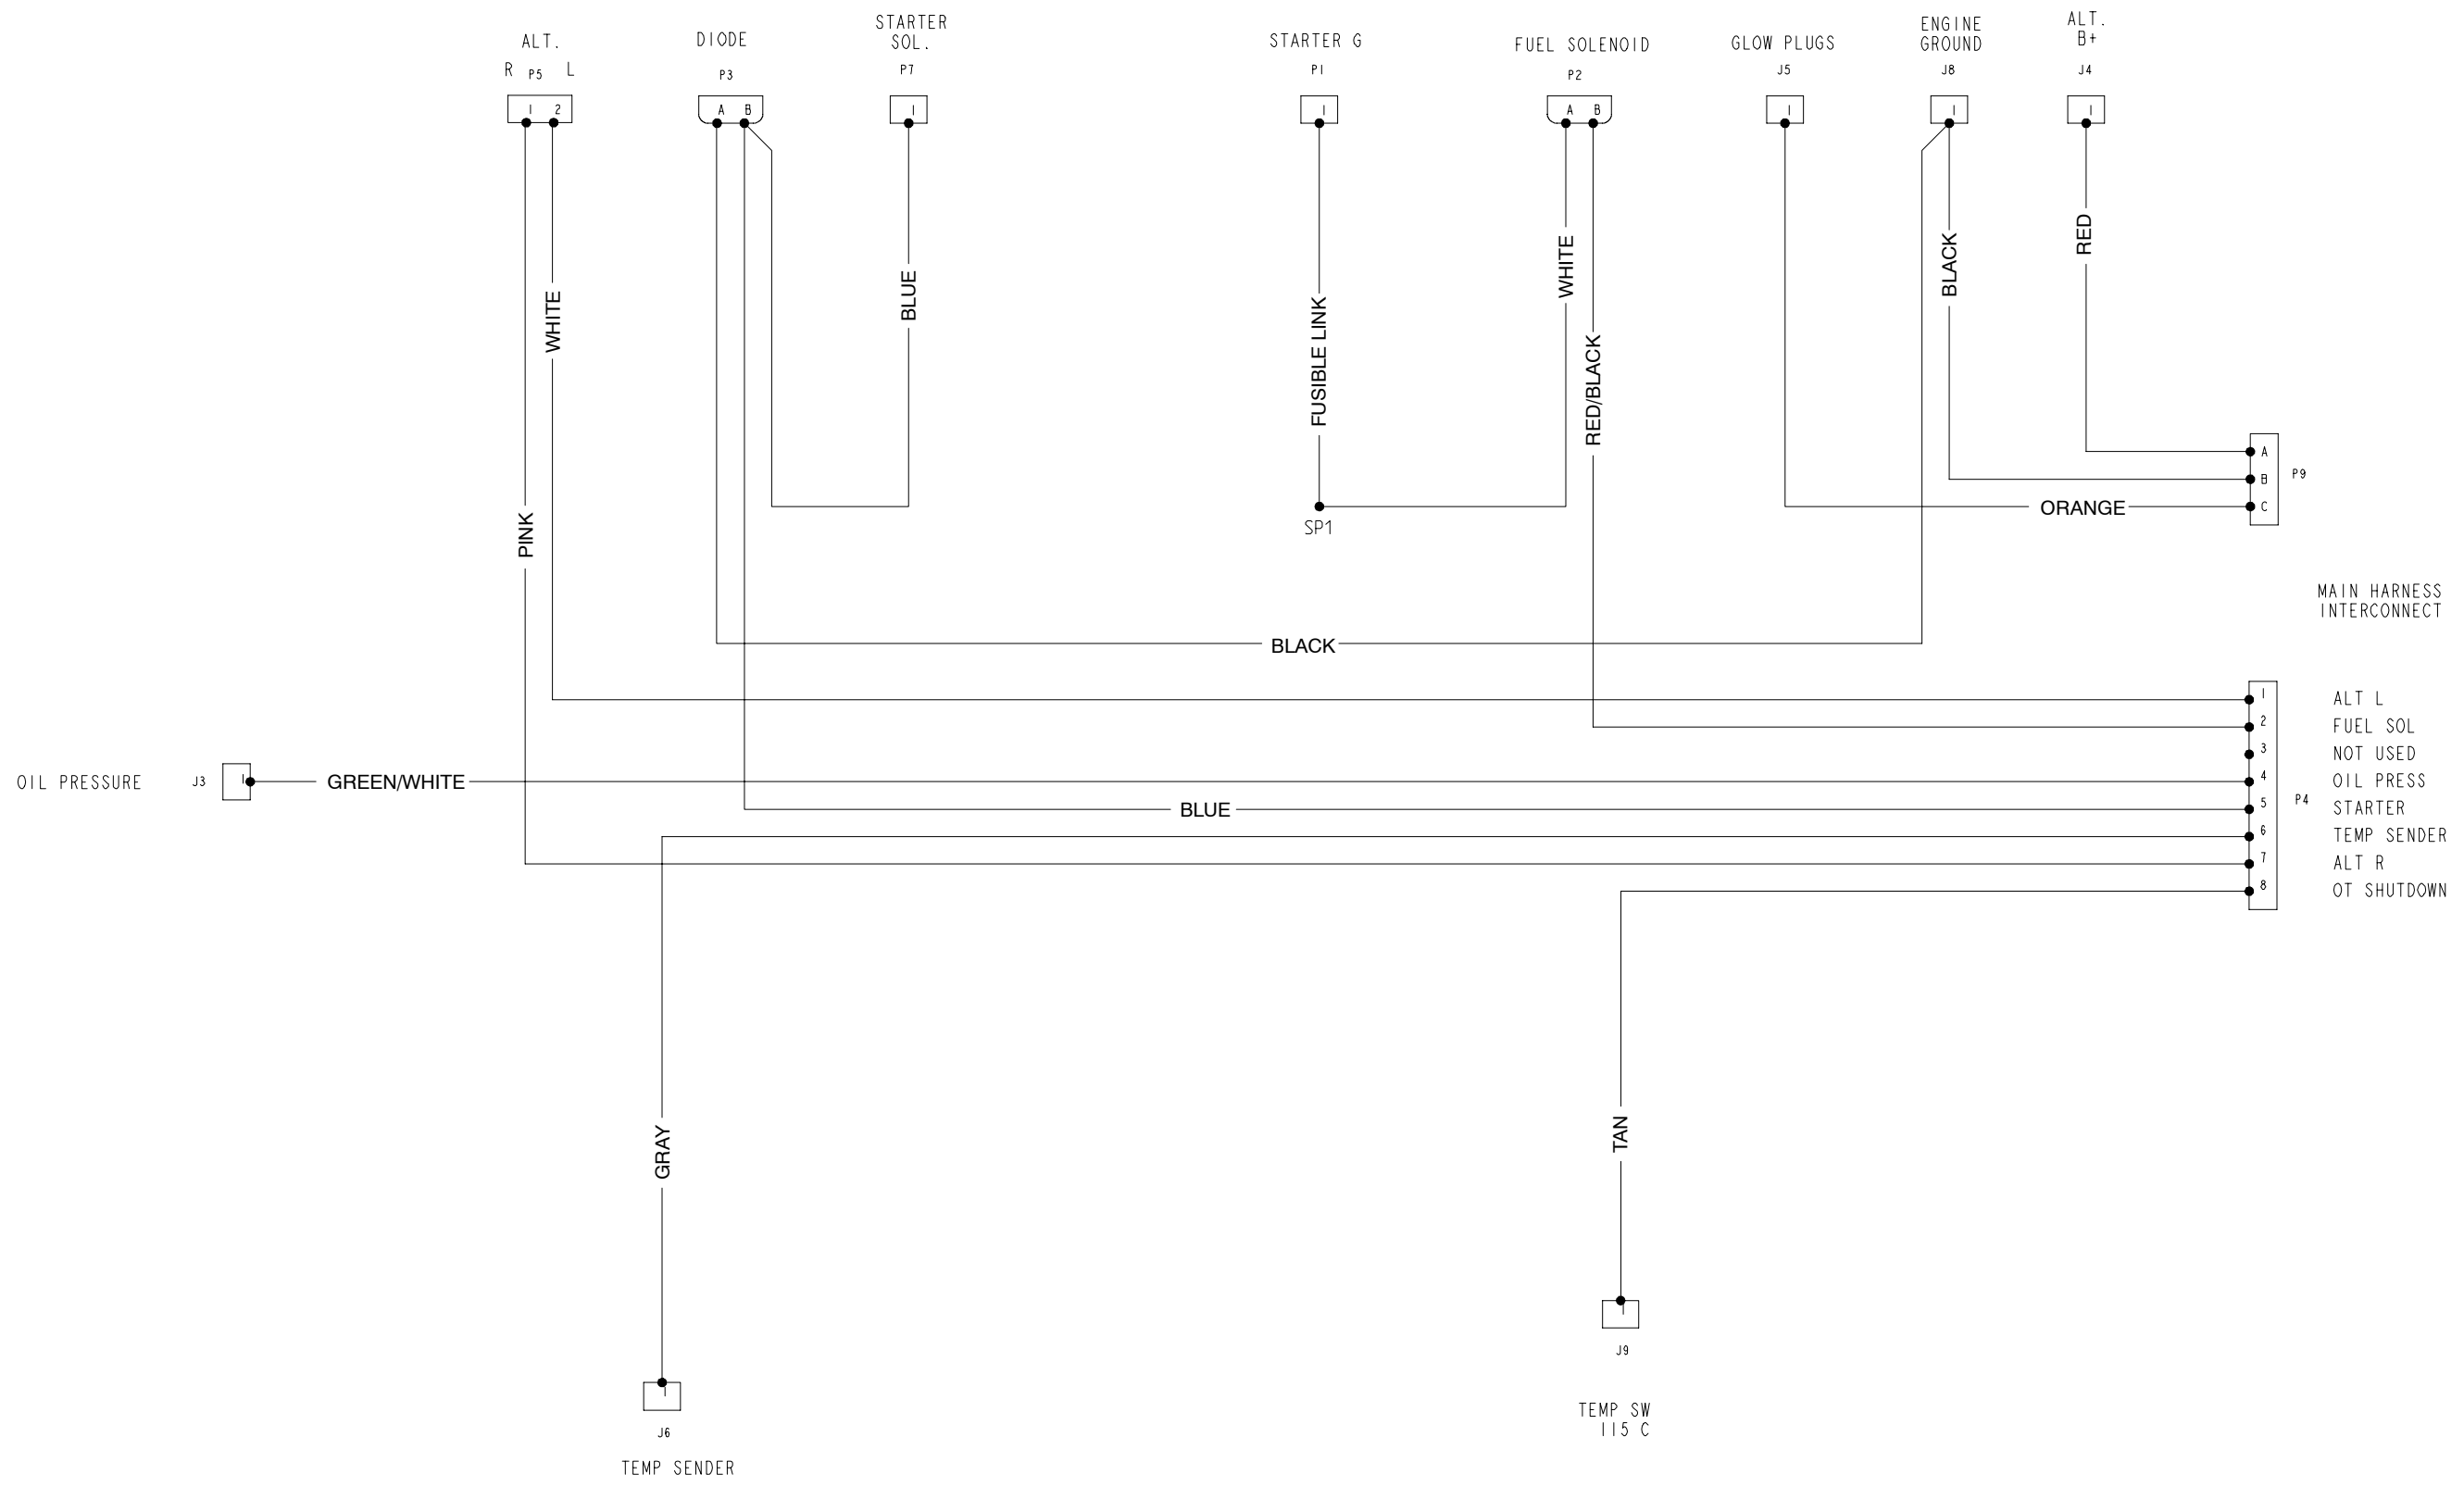 ALT.
R P5 L
1 2
DIODE
P3
A B
STARTER
SOL.
P7
1
STARTER G
P1
1
FUEL SOLENOID
P2
A B
GLOW PLUGS
J5
1
ENGINE
GROUND
J8
1
ALT.
B+
J4
1
PINK
WHITE
BLUE
FUSIBLE LINK
WHITE
RED/BLACK
BLACK
RED
SP1
A
B
C
P9
ORANGE
MAIN HARNESS
INTERCONNECT
BLACK
1 ALT L
2 FUEL SOL
3 NOT USED
4 OIL PRESS
5 STARTER
6 TEMP SENDER
7 ALT R
8 OT SHUTDOWN
P4
OIL PRESSURE J3 1 GREEN/WHITE
BLUE
GRAY
TAN
1
J9
TEMP SW
115 C
1
J6
TEMP SENDER